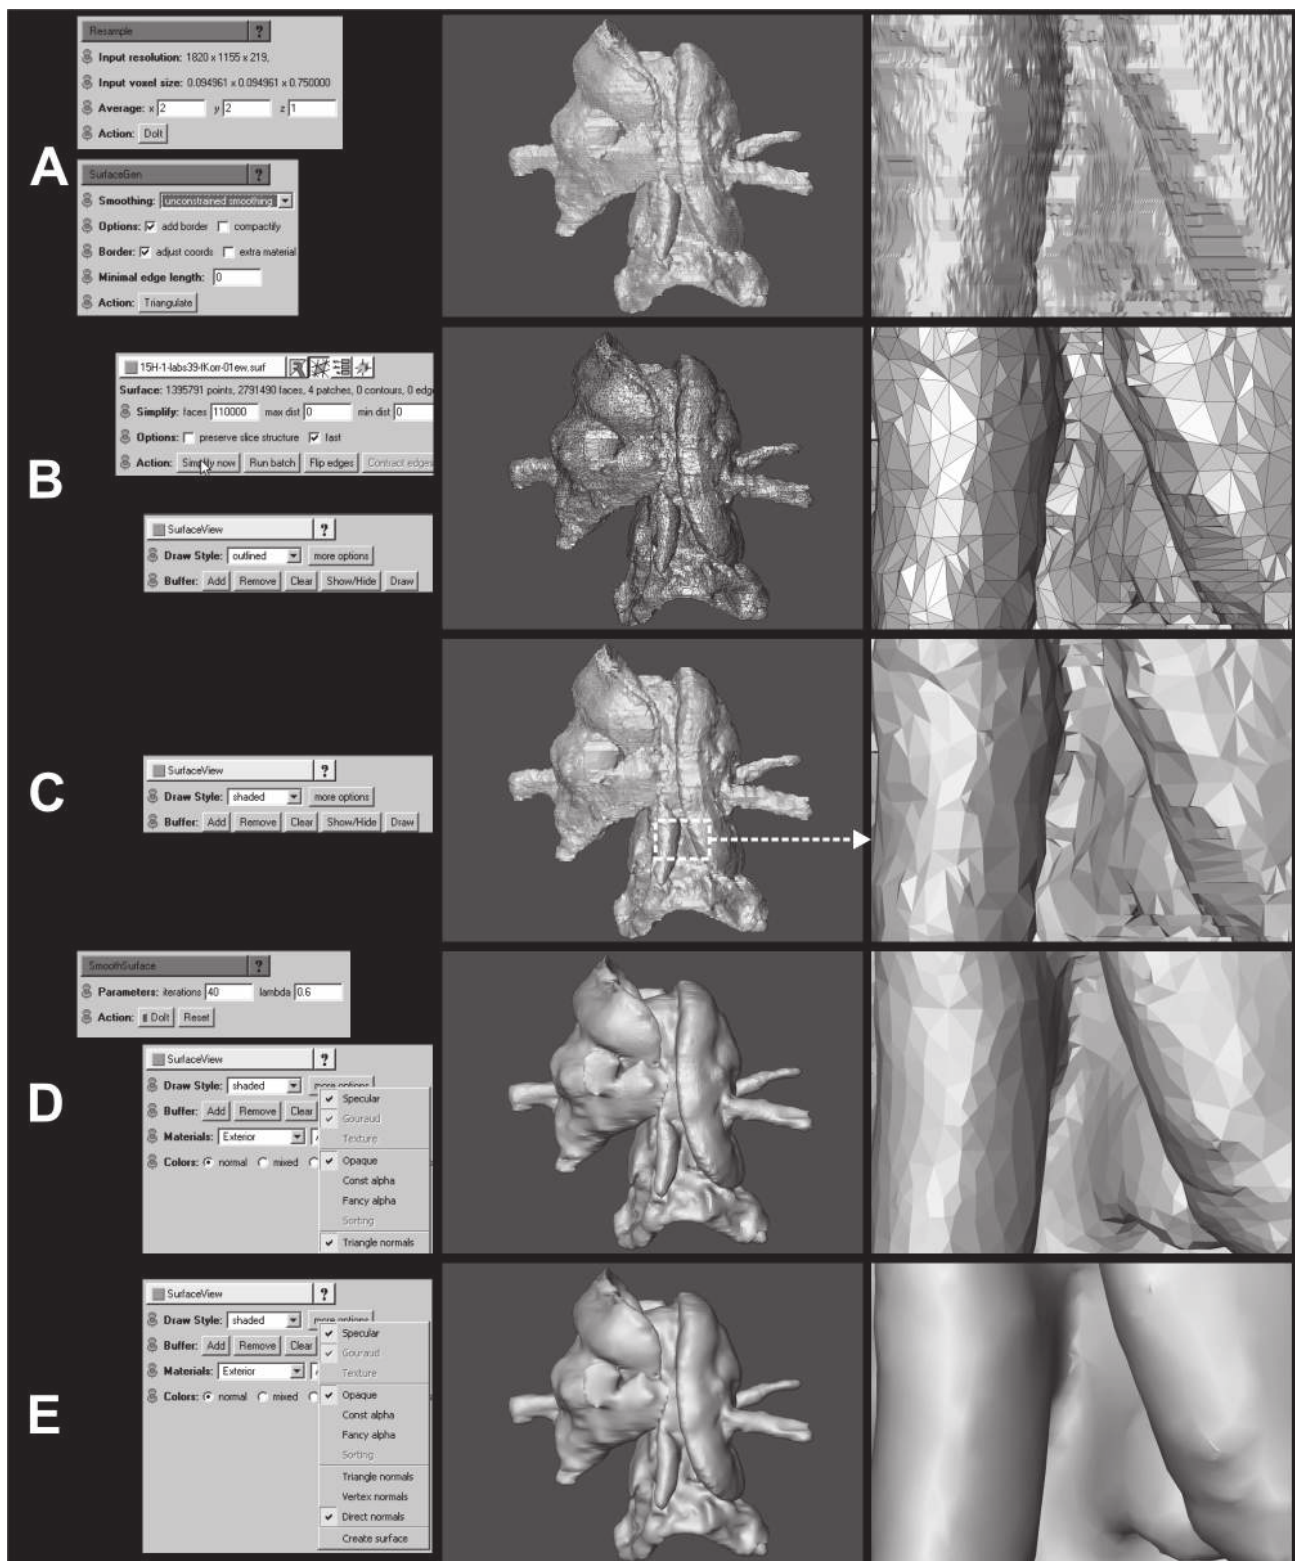 A
Resample ?
Input resolution: 1820 x 1155 x 219,
Input voxel size: 0.094961 x 0.094961 x 0.750000
Average: x 2 y 2 z 1
Action: DoIt
SurfaceGen ?
Smoothing: unconstrained smoothing
Options: add border compactify
Border: adjust coords extra material
Minimal edge length: 0
Action: Triangulate
B
15H-1-labs39-fKorr-01ew.surf
Surface: 1395791 points, 2791490 faces, 4 patches, 0 contours, 0 edg
Simplify: faces 110000 max dist 0 min dist 0
Options: preserve slice structure fast
Action: Simplify now Run batch Flip edges Contract edges
SurfaceView ?
Draw Style: outlined more options
Buffer: Add Remove Clear Show/Hide Draw
C
SurfaceView ?
Draw Style: shaded more options
Buffer: Add Remove Clear Show/Hide Draw
D
SmoothSurface ?
Parameters: iterations 40 lambda 0.6
Action: DoIt Reset
SurfaceView ?
Draw Style: shaded more options
Buffer: Add Remove Clear
Materials: Exterior
Colors: normal mixed
Specular
Gouraud
Texture
Opaque
Const alpha
Fancy alpha
Sorting
Triangle normals
E
SurfaceView ?
Draw Style: shaded more options
Buffer: Add Remove Clear
Materials: Exterior
Colors: normal mixed
Specular
Gouraud
Texture
Opaque
Const alpha
Fancy alpha
Sorting
Triangle normals
Vertex normals
Direct normals
Create surface